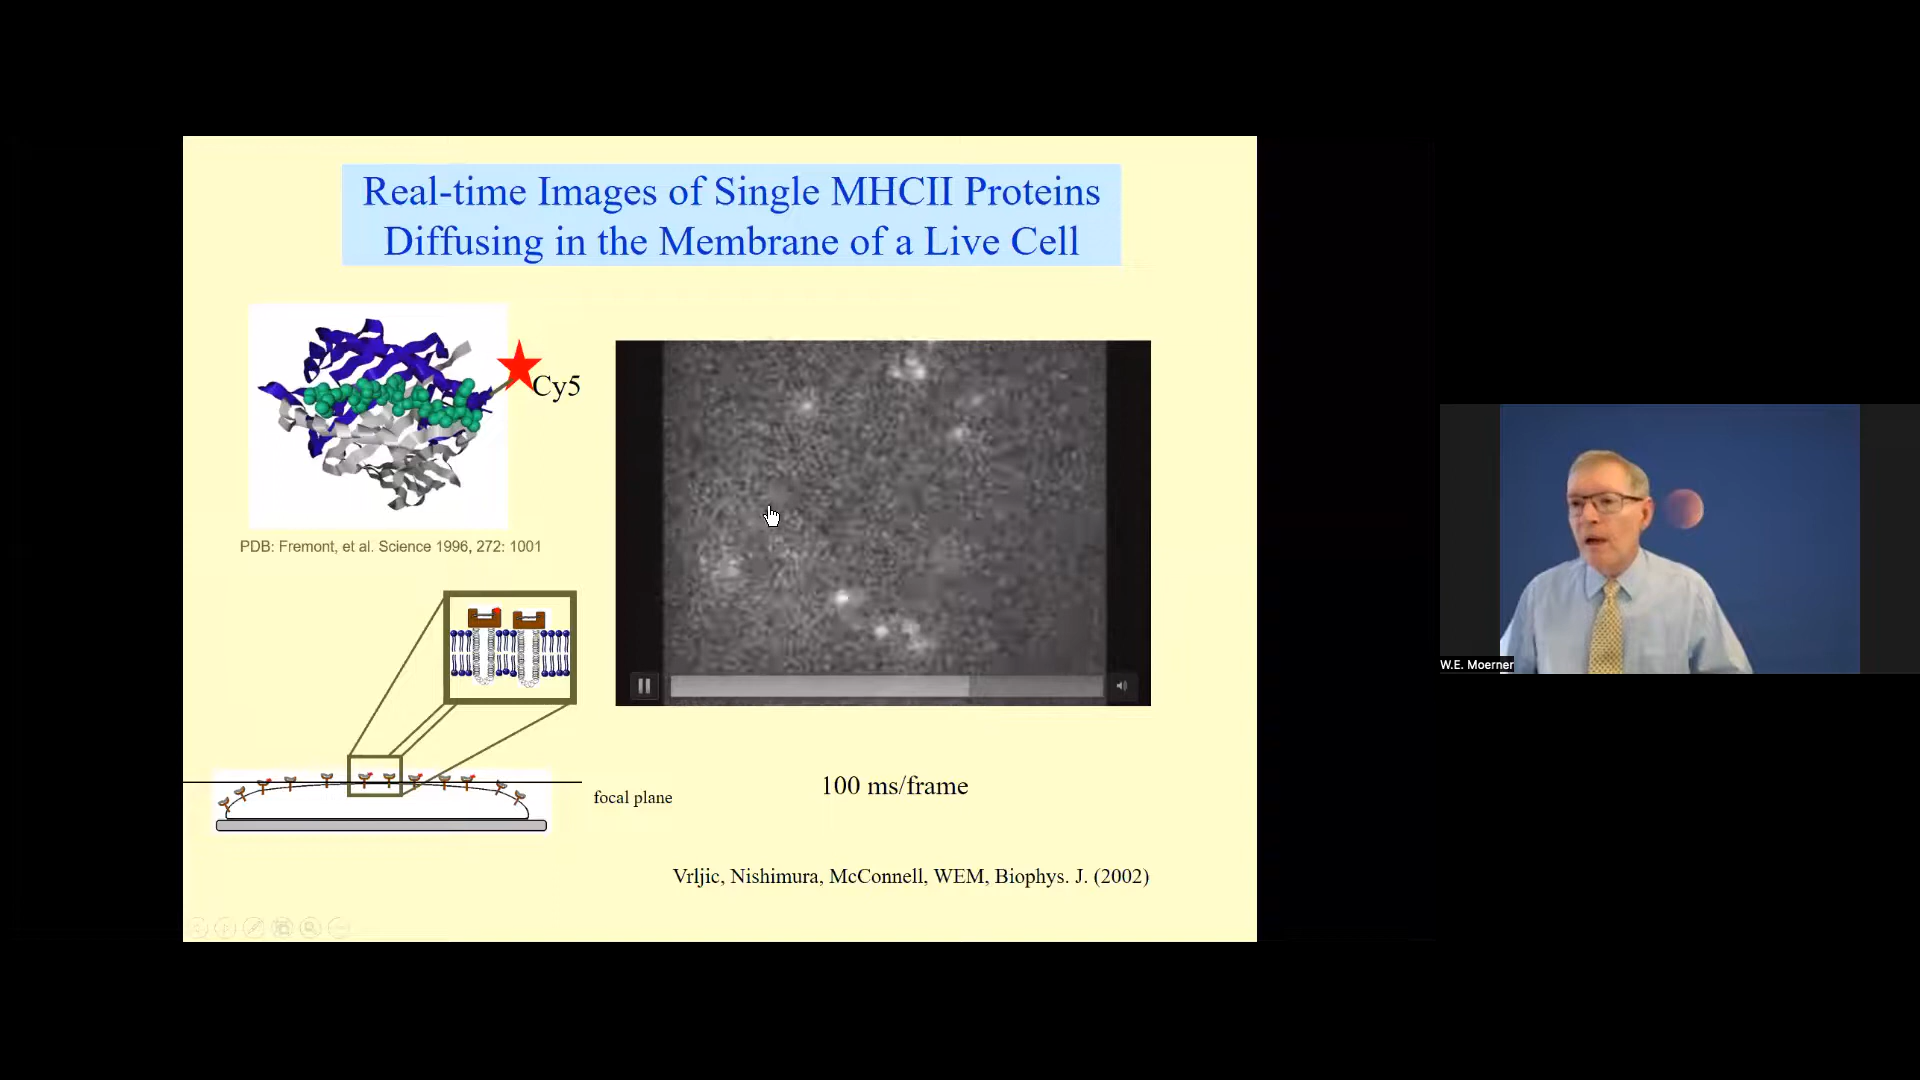 Real-time Images of Single MHCII Proteins
Diffusing in the Membrane of a Live Cell
Cy5
PDB: Fremont, et al. Science 1996, 272: 1001
focal plane
100 ms/frame
Vrljic, Nishimura, McConnell, WEM, Biophys. J. (2002)
W.E. Moerner